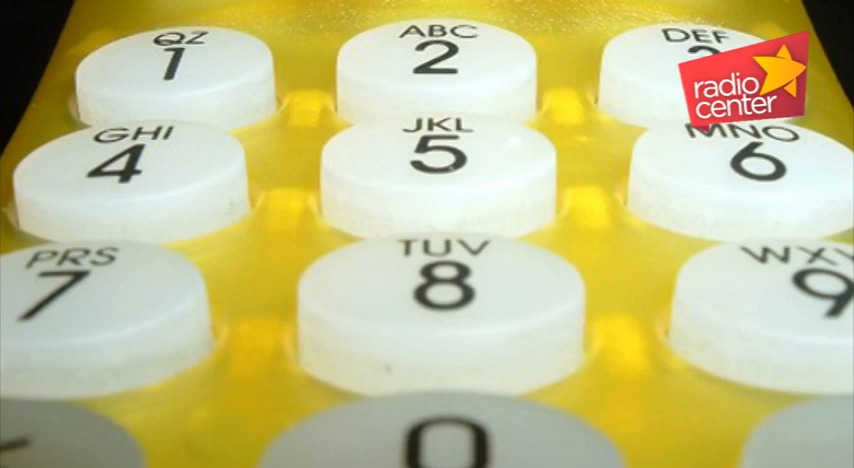 QZ
1
ABC
2
DEF
3
radio
center
GHI
4
JKL
5
MNO
6
PRS
7
TUV
8
WXY
9
0